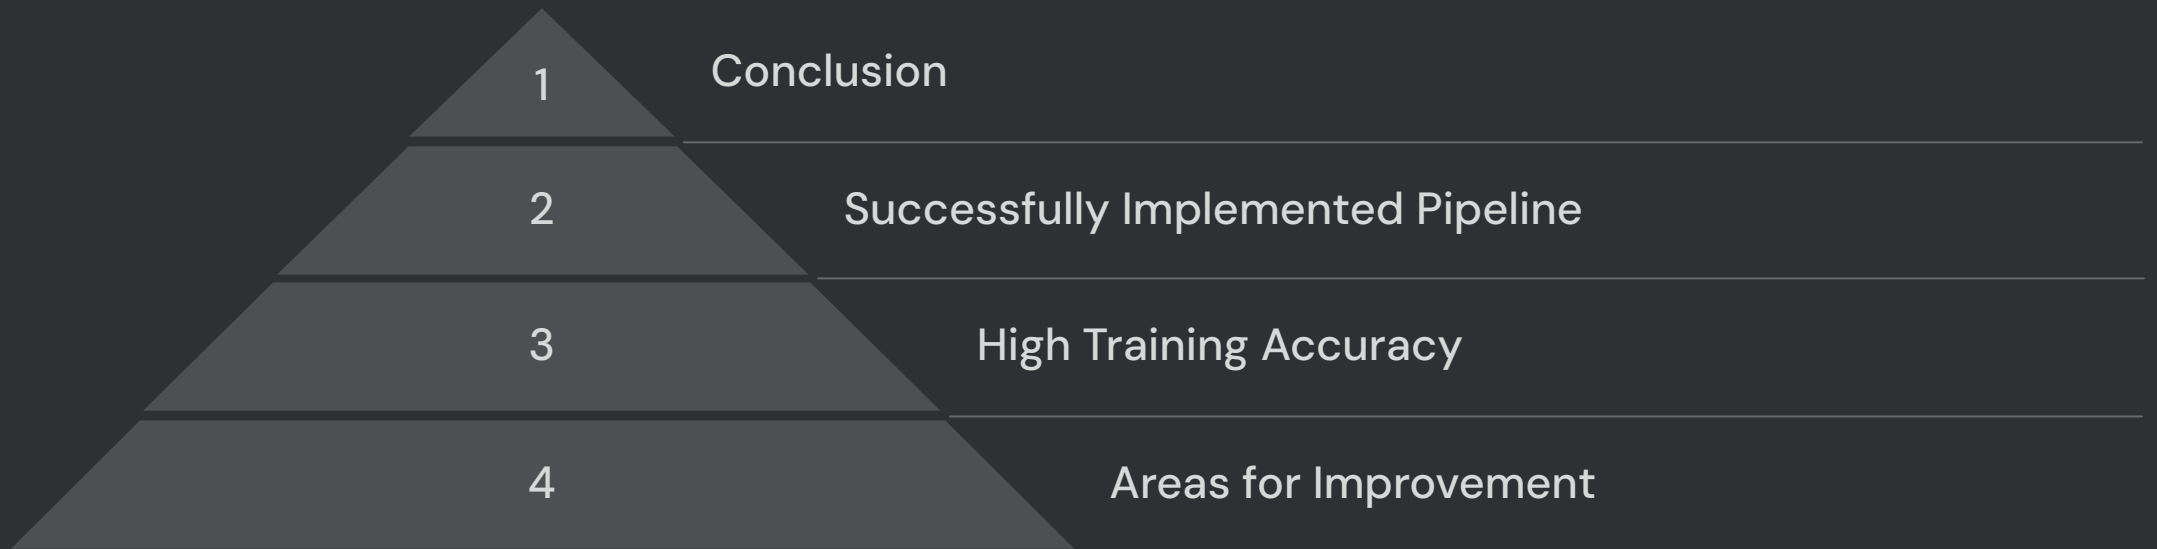 1
Conclusion
2
Successfully Implemented Pipeline
3
High Training Accuracy
4
Areas for Improvement